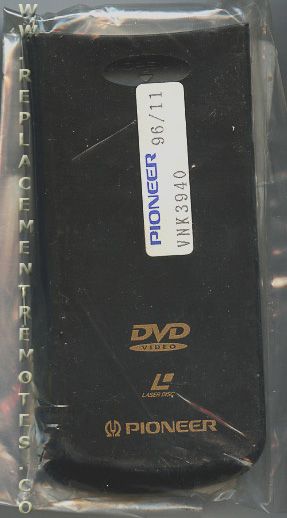 WWW.REPLACEMENTREMOTES.CO
PIONEER 96/11
VNK3940
DVD
VIDEO
LASER DISC
PIONEER